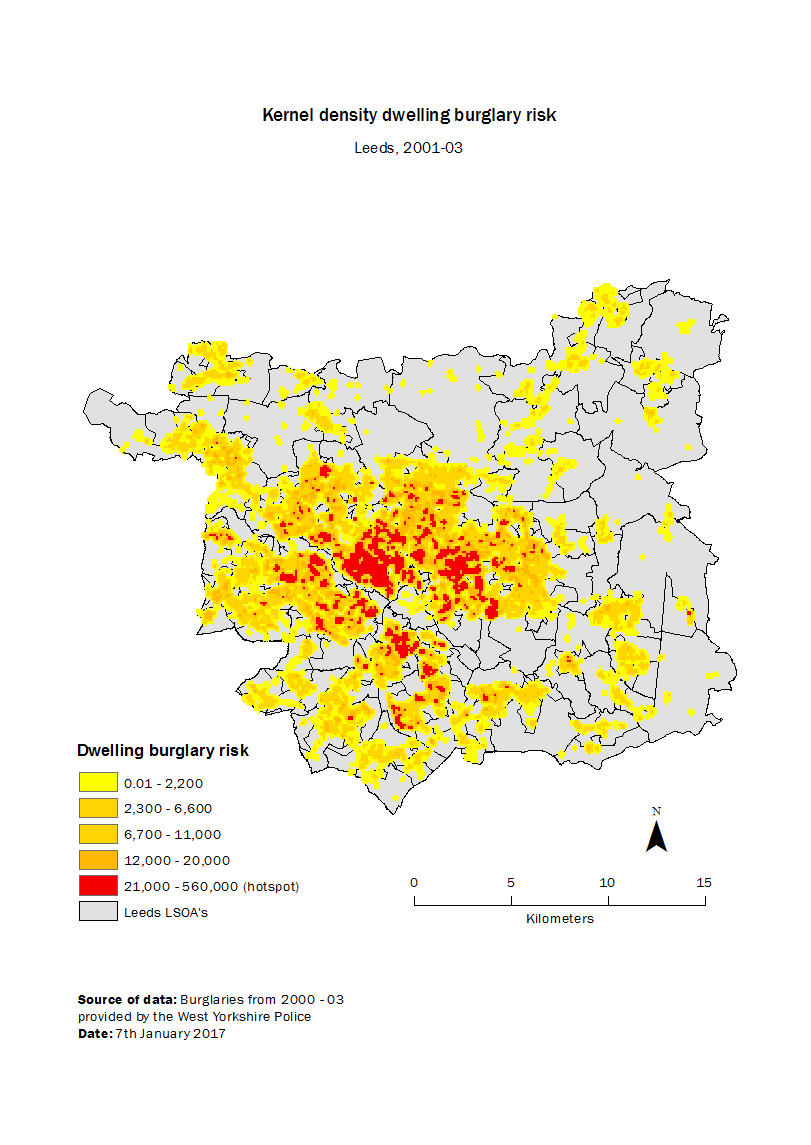 Kernel density dwelling burglary risk
Leeds, 2001-03
Dwelling burglary risk
0.01 - 2,200
2,300 - 6,600
6,700 - 11,000
12,000 - 20,000
21,000 - 560,000 (hotspot)
Leeds LSOA's
N
0 5 10 15
Kilometers
Source of data: Burglaries from 2000 - 03
provided by the West Yorkshire Police
Date: 7th January 2017